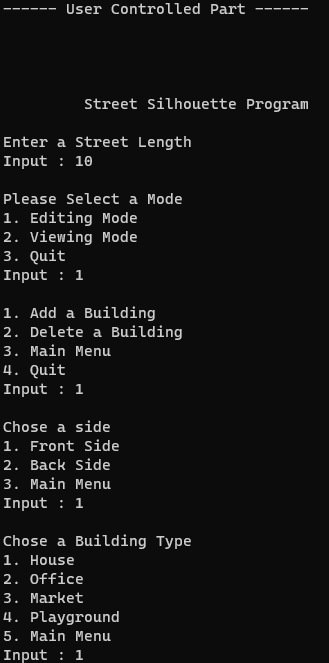 ------ User Controlled Part ------
Street Silhouette Program
Enter a Street Length
Input : 10
Please Select a Mode
1. Editing Mode
2. Viewing Mode
3. Quit
Input : 1
1. Add a Building
2. Delete a Building
3. Main Menu
4. Quit
Input : 1
Chose a side
1. Front Side
2. Back Side
3. Main Menu
Input : 1
Chose a Building Type
1. House
2. Office
3. Market
4. Playground
5. Main Menu
Input : 1